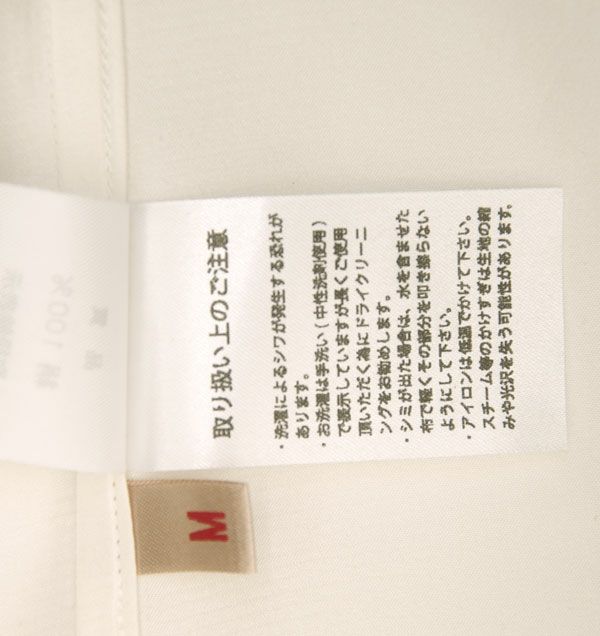 取り扱い上のご注意
・洗濯によるシワが発生する恐れが
あります。
・お洗濯は手洗い(中性洗剤使用)
で表示していますが長くご使用
頂いただく為にドライクリーニ
ングをお勧めします。
・シミが出た場合は、水を含ませた
布で軽くその部分を叩き擦らない
ようにして下さい。
・アイロンは低温でかけて下さい。
スチーム等のかけすぎは生地の縮
みや光沢を失う可能性があります。
M